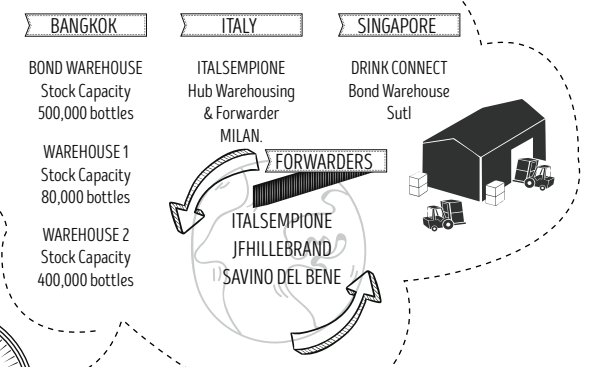 BANGKOK
BOND WAREHOUSE
Stock Capacity
500,000 bottles
WAREHOUSE 1
Stock Capacity
80,000 bottles
WAREHOUSE 2
Stock Capacity
400,000 bottles
ITALY
ITALSEMPIONE
Hub Warehousing
& Forwarder
MILAN.
FORWARDERS
ITALSEMPIONE
JFHILLEBRAND
SAVINO DEL BENE
SINGAPORE
DRINK CONNECT
Bond Warehouse
Sutl